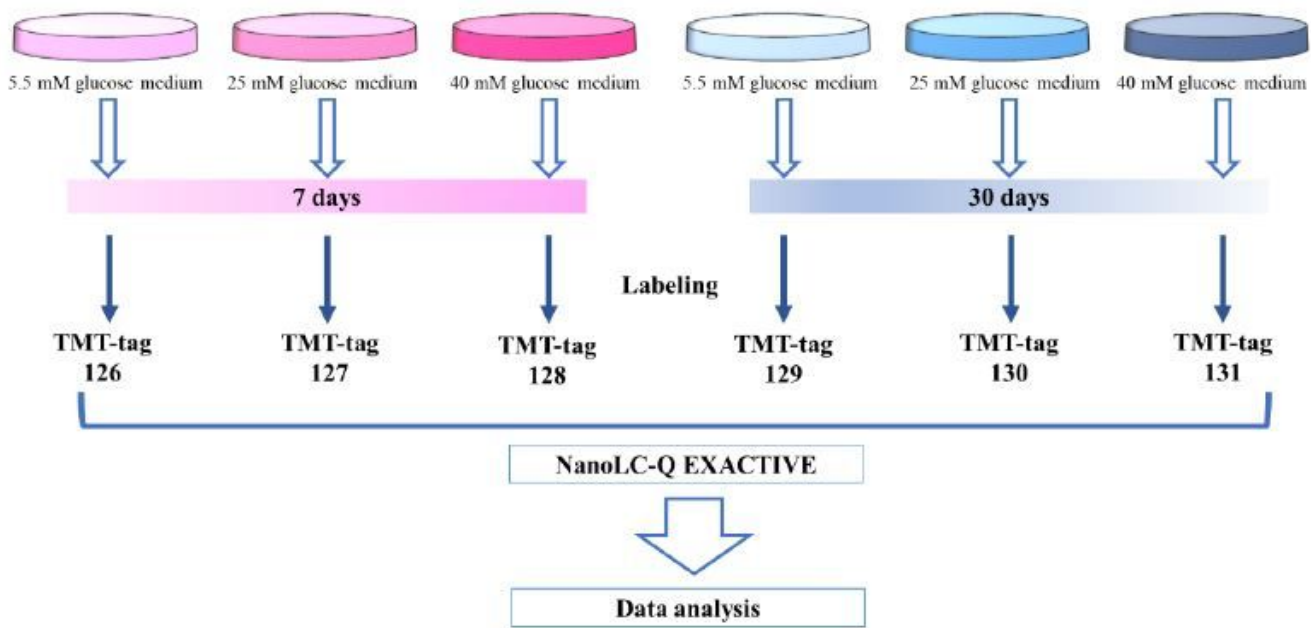 5.5 mM glucose medium
25 mM glucose medium
40 mM glucose medium
5.5 mM glucose medium
25 mM glucose medium
40 mM glucose medium
7 days
30 days
Labeling
TMT-tag
126
TMT-tag
127
TMT-tag
128
TMT-tag
129
TMT-tag
130
TMT-tag
131
NanoLC-Q EXACTIVE
Data analysis